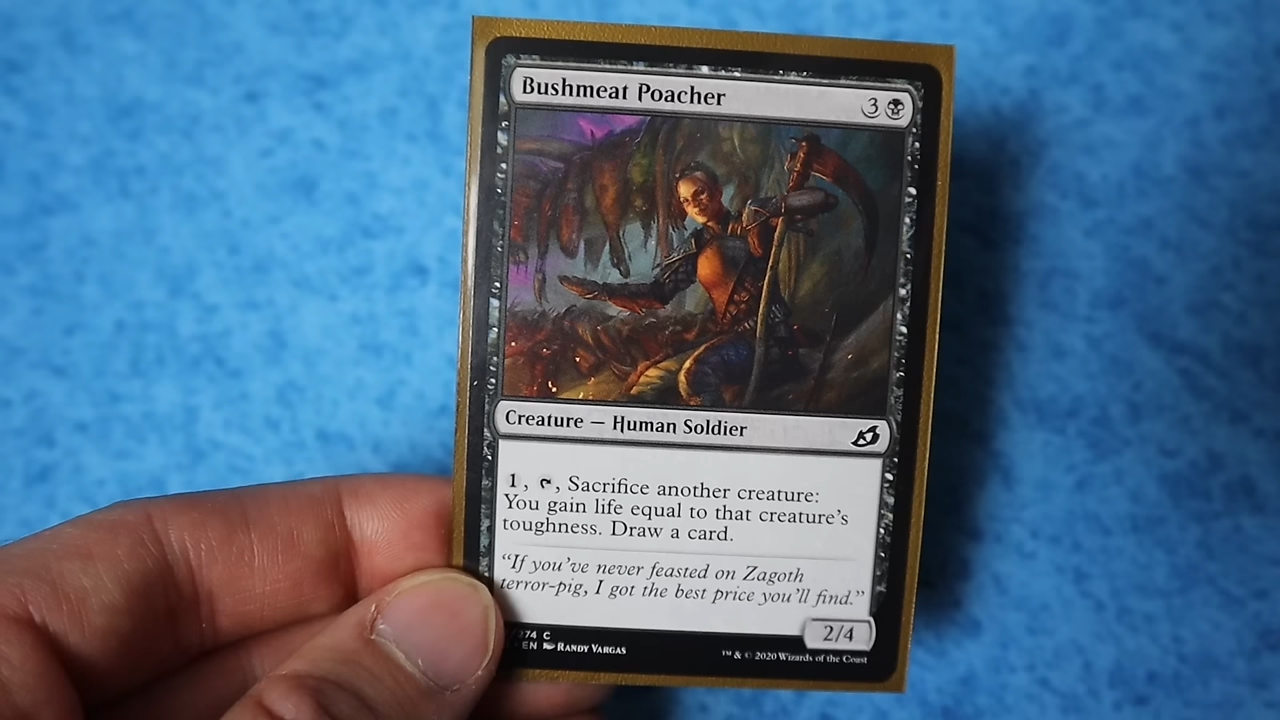 Bushmeat Poacher 3
Creature — Human Soldier
1, , Sacrifice another creature:
You gain life equal to that creature's
toughness. Draw a card.
"If you've never feasted on Zagoth
terror-pig, I got the best price you'll find."
2/4
/274 C
EN Randy Vargas
™ & © 2020 Wizards of the Coast